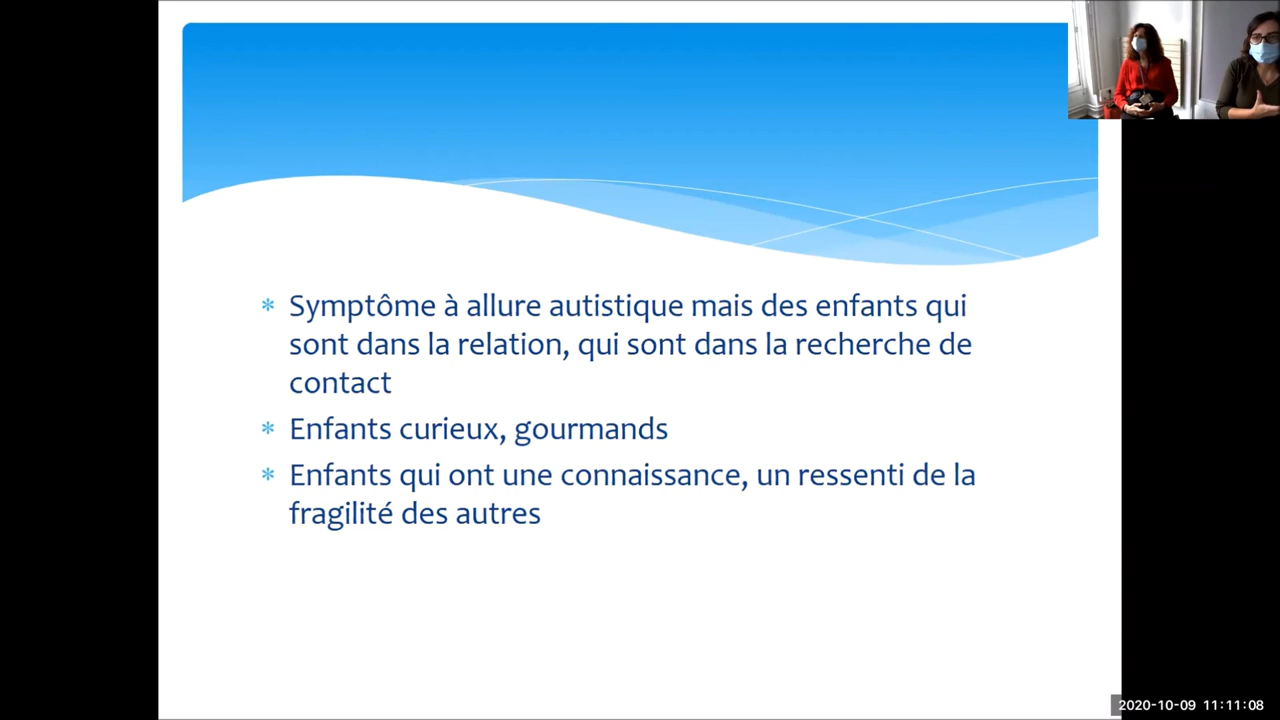 * Symptôme à allure autistique mais des enfants qui
sont dans la relation, qui sont dans la recherche de
contact
* Enfants curieux, gourmands
* Enfants qui ont une connaissance, un ressenti de la
fragilité des autres
2020-10-09 11:11:08